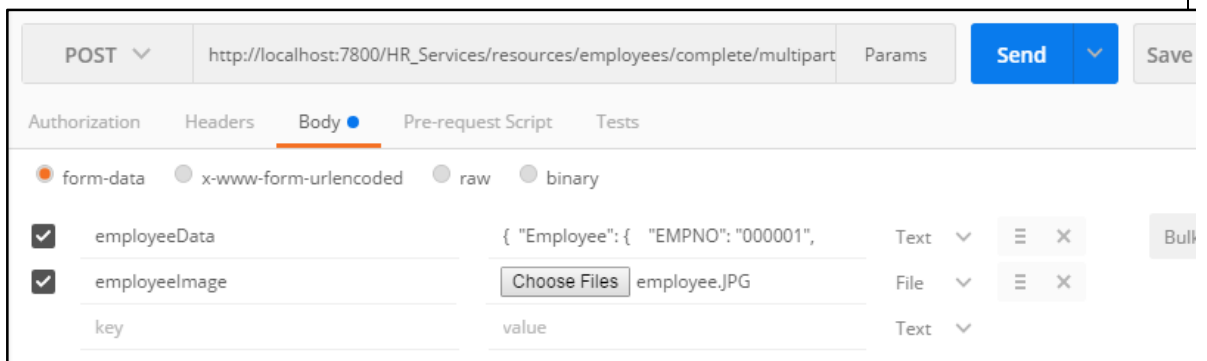 POST http://localhost:7800/HR_Services/resources/employees/complete/multipart Params Send Save
Authorization Headers Body Pre-request Script Tests
form-data x-www-form-urlencoded raw binary
employeeData { "Employee": { "EMPNO": "000001", Text Bulk
employeeImage Choose Files employee.JPG File
key value Text